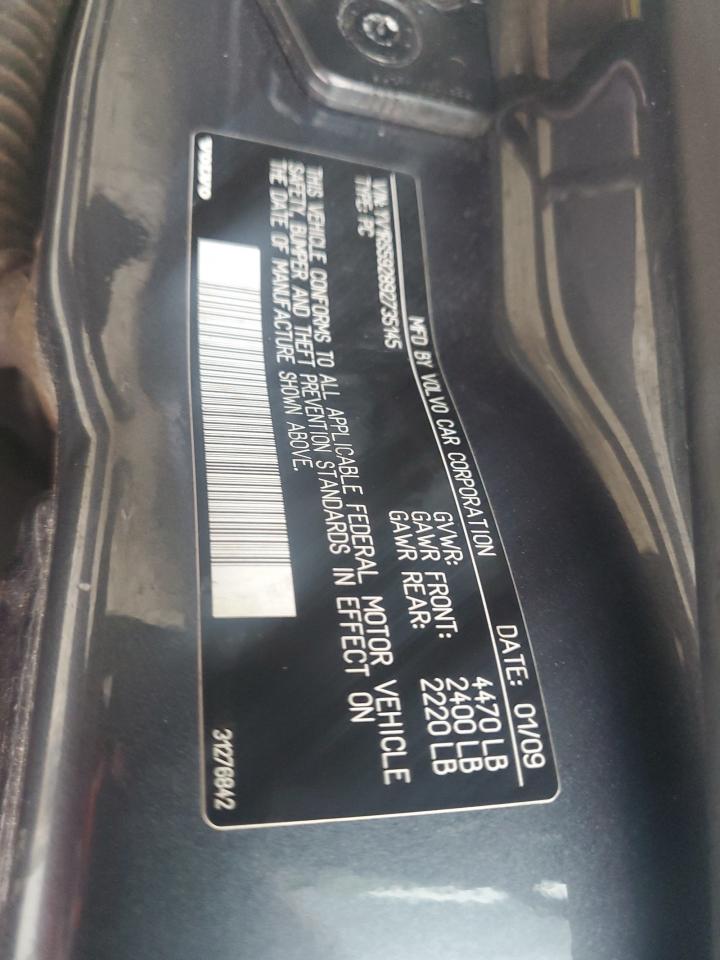 MFD BY VOLVO CAR CORPORATION
DATE: 01/09
GVWR: 4470 LB
GAWR FRONT: 2400 LB
GAWR REAR: 2220 LB
VIN:
TYPE: PC
THIS VEHICLE CONFORMS TO ALL APPLICABLE FEDERAL MOTOR VEHICLE
SAFETY, BUMPER AND THEFT PREVENTION STANDARDS IN EFFECT ON
THE DATE OF MANUFACTURE SHOWN ABOVE.
VOLVO
31276842